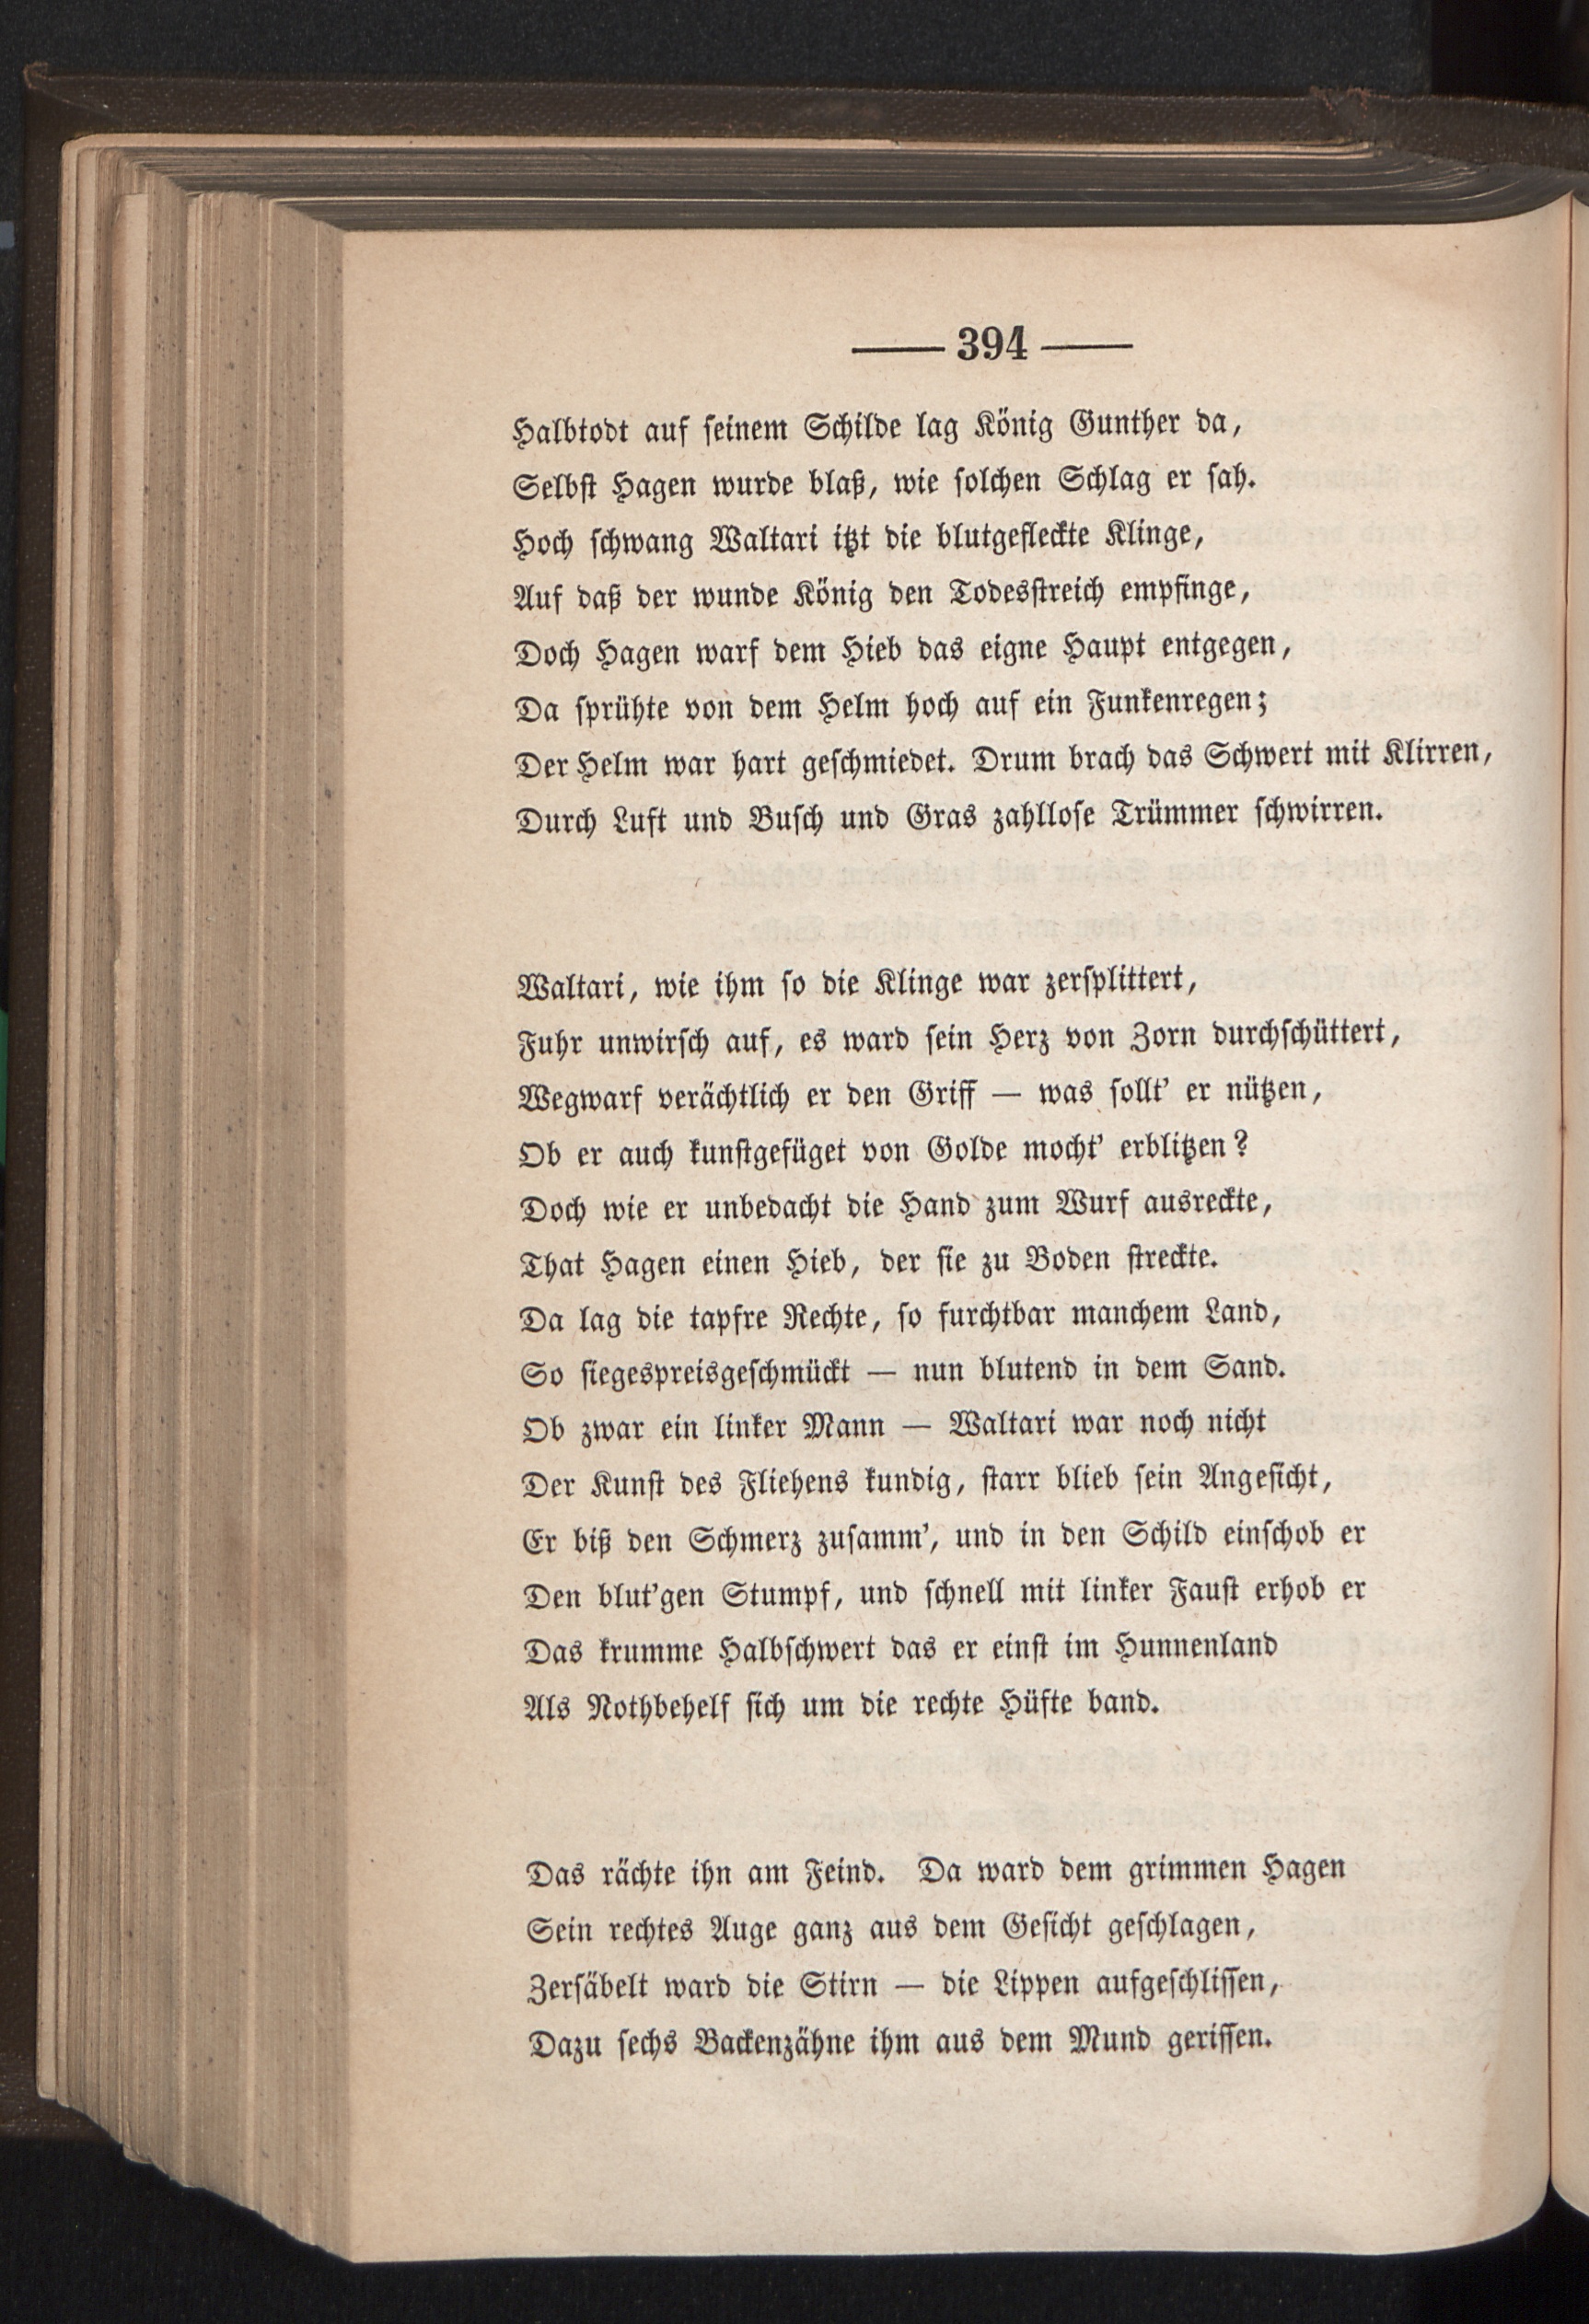 — 394 —
Halbtodt auf seinem Schilde lag König Gunther da,
Selbst Hagen wurde blaß, wie solchen Schlag er sah.
Hoch schwang Waltari itzt die blutgefleckte Klinge,
Auf daß der wunde König den Todesstreich empfinge,
Doch Hagen warf dem Hieb das eigne Haupt entgegen,
Da sprühte von dem Helm hoch auf ein Funkenregen;
Der Helm war hart geschmiedet. Drum brach das Schwert mit Klirren,
Durch Luft und Busch und Gras zahllose Trümmer schwirren.
Waltari, wie ihm so die Klinge war zersplittert,
Fuhr unwirsch auf, es ward sein Herz von Zorn durchschüttert,
Wegwarf verächtlich er den Griff — was sollt' er nützen,
Ob er auch kunstgefüget von Golde mocht' erblitzen?
Doch wie er unbedacht die Hand zum Wurf ausreckte,
That Hagen einen Hieb, der sie zu Boden streckte.
Da lag die tapfre Rechte, so furchtbar manchem Land,
So siegespreisgeschmückt — nun blutend in dem Sand.
Ob zwar ein linker Mann — Waltari war noch nicht
Der Kunst des Fliehens kundig, starr blieb sein Angesicht,
Er biß den Schmerz zusamm', und in den Schild einschob er
Den blut'gen Stumpf, und schnell mit linker Faust erhob er
Das krumme Halbschwert das er einst im Hunnenland
Als Nothbehelf sich um die rechte Hüfte band.
Das rächte ihn am Feind. Da ward dem grimmen Hagen
Sein rechtes Auge ganz aus dem Gesicht geschlagen,
Zersäbelt ward die Stirn — die Lippen aufgeschlissen,
Dazu sechs Backenzähne ihm aus dem Mund gerissen.